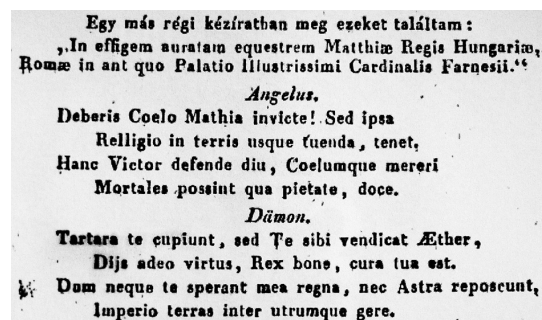 Egy más régi kézírathan meg ezeket találtam:
„In effigem auratam equestrem Matthiæ Regis Hungariæ,
Romæ in ant quo Palatio Illustrissimi Cardinalis Farnesii.“
Angelus.
Deberis Coelo Mathia invicte! Sed ipsa
Relligio in terris usque tuenda, tenet.
Hanc Victor defende diu, Coelumque mereri
Mortales possint qua pietate, doce.
Dämon.
Tartara te cupiunt, sed Te sibi vendicat Æther,
Dijs adeo virtus, Rex bone, cura tua est.
Dom neque te sperant mea regna, nec Astra reposcunt,
Imperio terras inter utrumque gere.